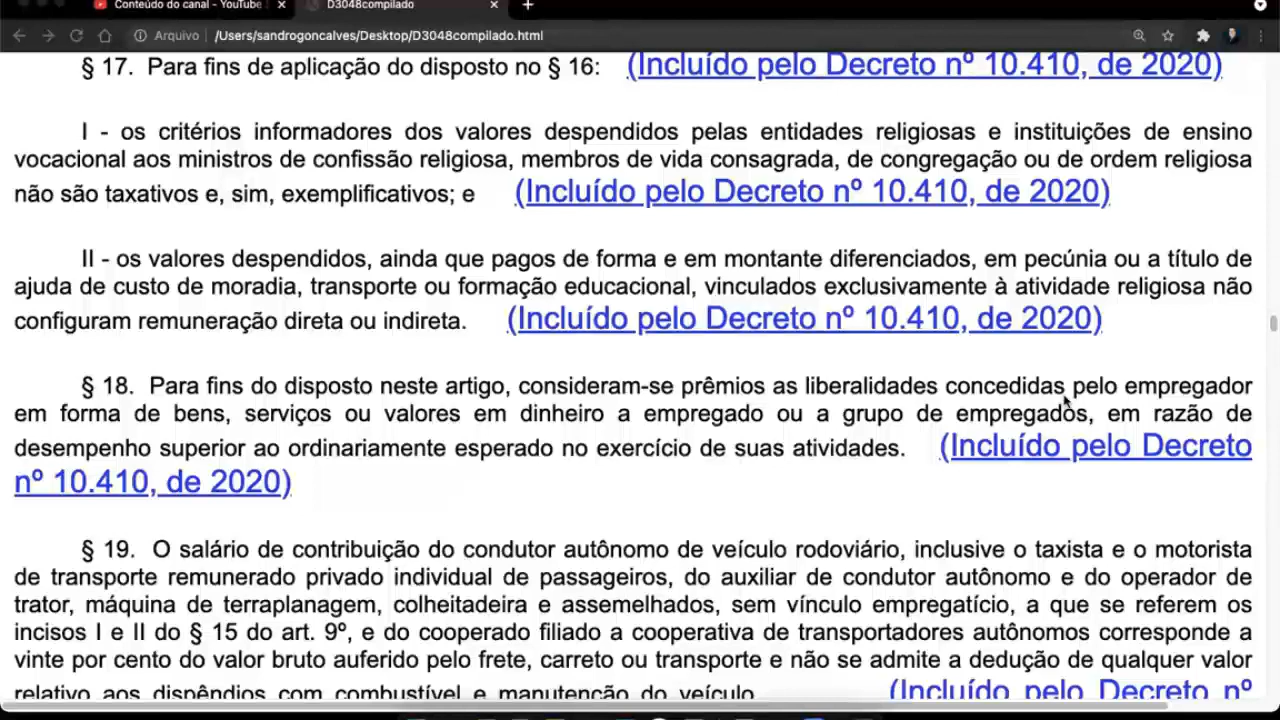 Conteúdo do canal - YouTube
D3048compilado
Arquivo | /Users/sandrogoncalves/Desktop/D3048compilado.html
§ 17. Para fins de aplicação do disposto no § 16: (Incluído pelo Decreto nº 10.410, de 2020)
I - os critérios informadores dos valores despendidos pelas entidades religiosas e instituições de ensino
vocacional aos ministros de confissão religiosa, membros de vida consagrada, de congregação ou de ordem religiosa
não são taxativos e, sim, exemplificativos; e (Incluído pelo Decreto nº 10.410, de 2020)
II - os valores despendidos, ainda que pagos de forma e em montante diferenciados, em pecúnia ou a título de
ajuda de custo de moradia, transporte ou formação educacional, vinculados exclusivamente à atividade religiosa não
configuram remuneração direta ou indireta. (Incluído pelo Decreto nº 10.410, de 2020)
§ 18. Para fins do disposto neste artigo, consideram-se prêmios as liberalidades concedidas pelo empregador
em forma de bens, serviços ou valores em dinheiro a empregado ou a grupo de empregados, em razão de
desempenho superior ao ordinariamente esperado no exercício de suas atividades. (Incluído pelo Decreto
nº 10.410, de 2020)
§ 19. O salário de contribuição do condutor autônomo de veículo rodoviário, inclusive o taxista e o motorista
de transporte remunerado privado individual de passageiros, do auxiliar de condutor autônomo e do operador de
trator, máquina de terraplanagem, colheitadeira e assemelhados, sem vínculo empregatício, a que se referem os
incisos I e II do § 15 do art. 9º, e do cooperado filiado a cooperativa de transportadores autônomos corresponde a
vinte por cento do valor bruto auferido pelo frete, carreto ou transporte e não se admite a dedução de qualquer valor
relativo aos dispêndios com combustível e manutenção do veículo. (Incluído pelo Decreto nº